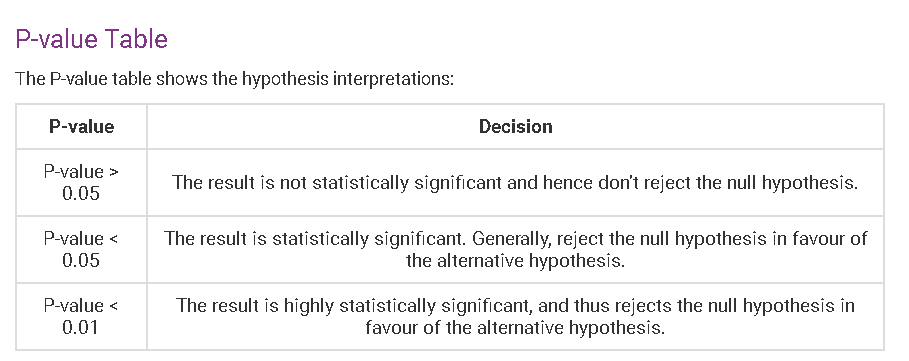 P-value Table
The P-value table shows the hypothesis interpretations:
P-value
Decision
P-value >
0.05
The result is not statistically significant and hence don't reject the null hypothesis.
P-value <
0.05
The result is statistically significant. Generally, reject the null hypothesis in favour of
the alternative hypothesis.
P-value <
0.01
The result is highly statistically significant, and thus rejects the null hypothesis in
favour of the alternative hypothesis.